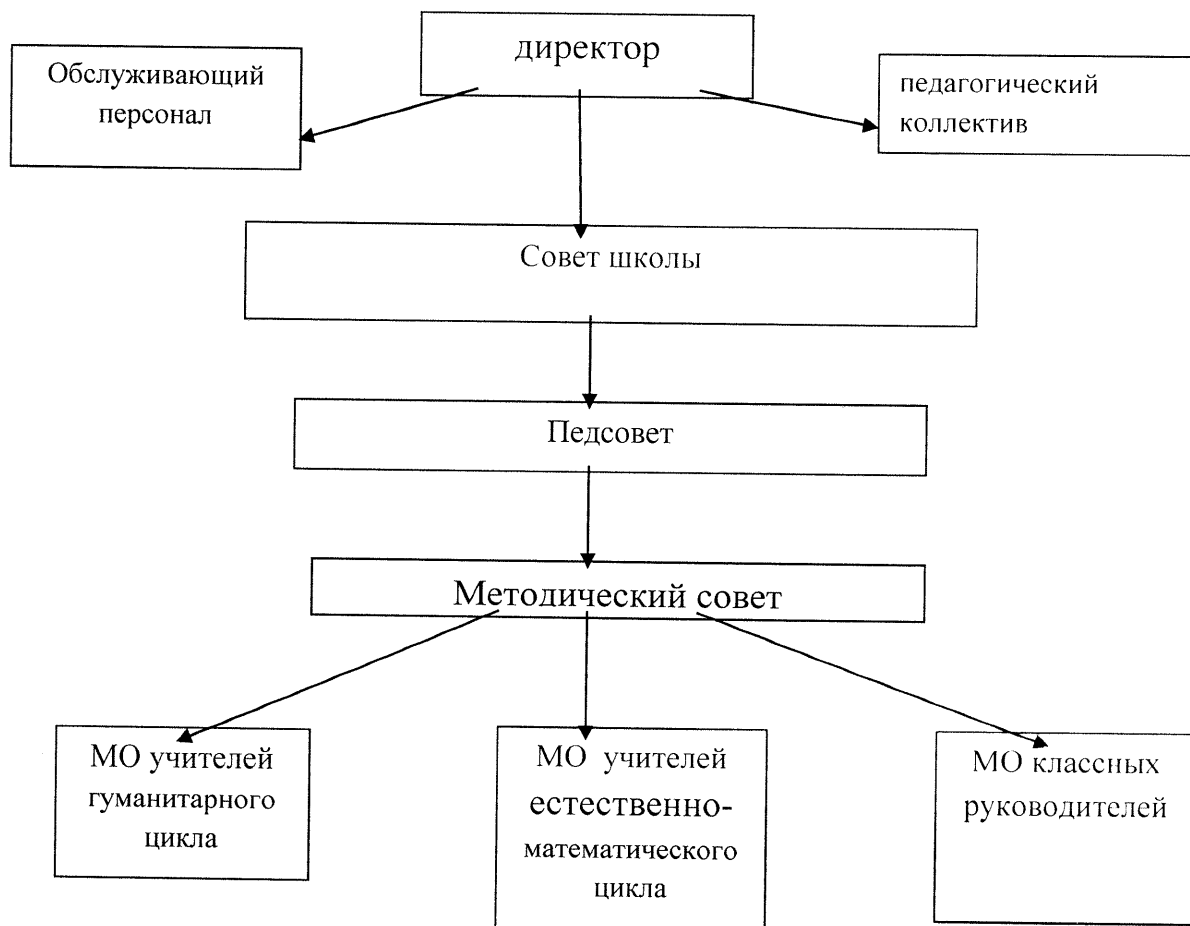 директор
Обслуживающий
персонал
педагогический
коллектив
Совет школы
Педсовет
Методический совет
МО учителей
гуманитарного
цикла
МО учителей
естественно-
математического
цикла
МО классных
руководителей